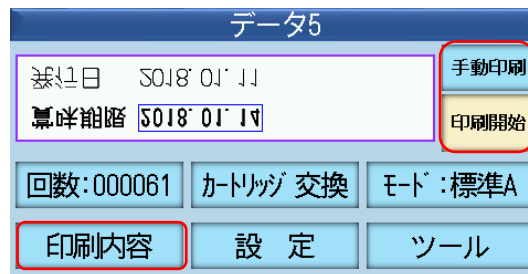 データ5
発行日 2018.01.11
賞味期限 2018.01.14
手動印刷
印刷開始
回数:000061 カートリッジ交換 モード:標準A
印刷内容 設 定 ツール